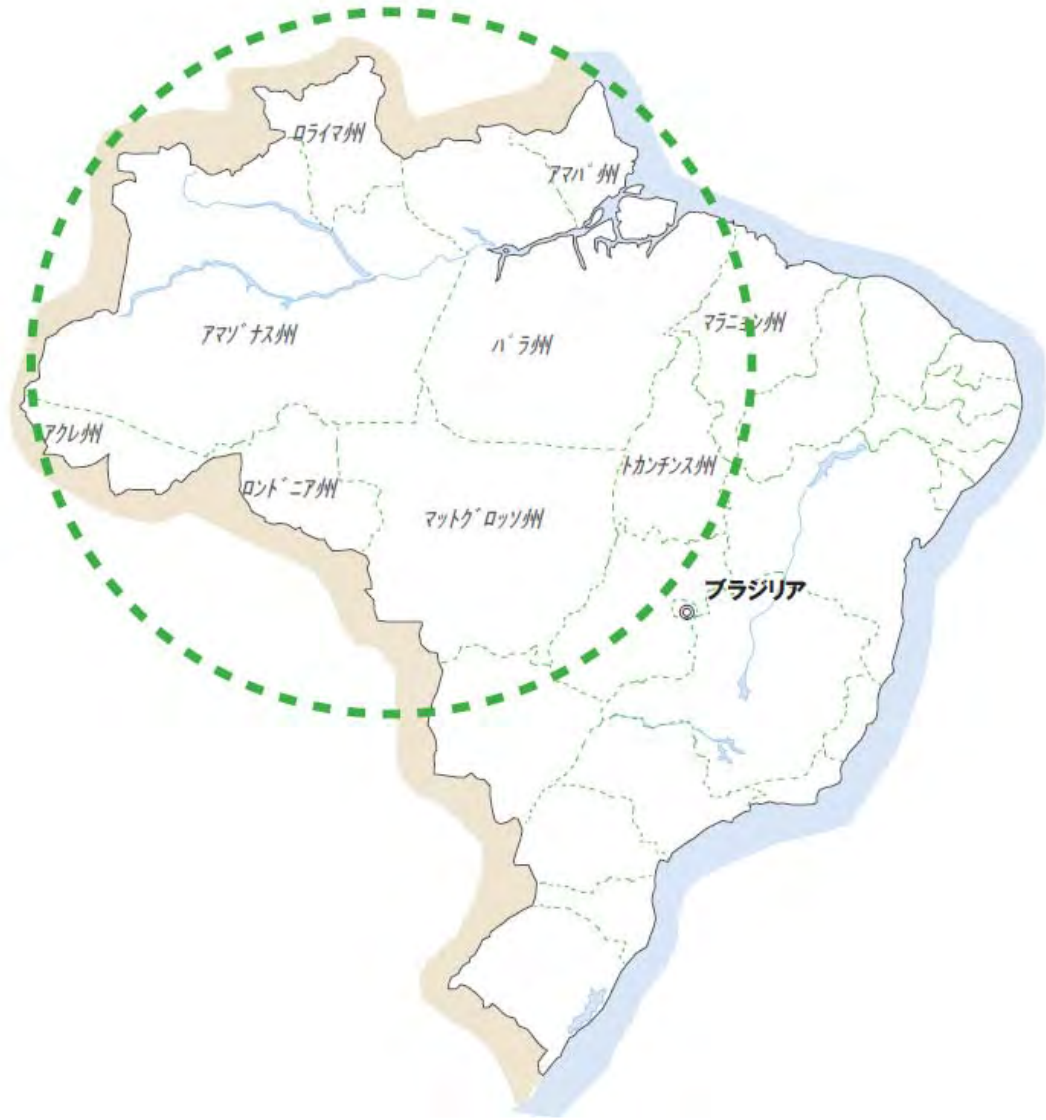 ロライマ州
アマパ州
アマゾナス州
パラ州
マラニョン州
アクレ州
ロンドニア州
トカンチンス州
マットグロッソ州
ブラジリア